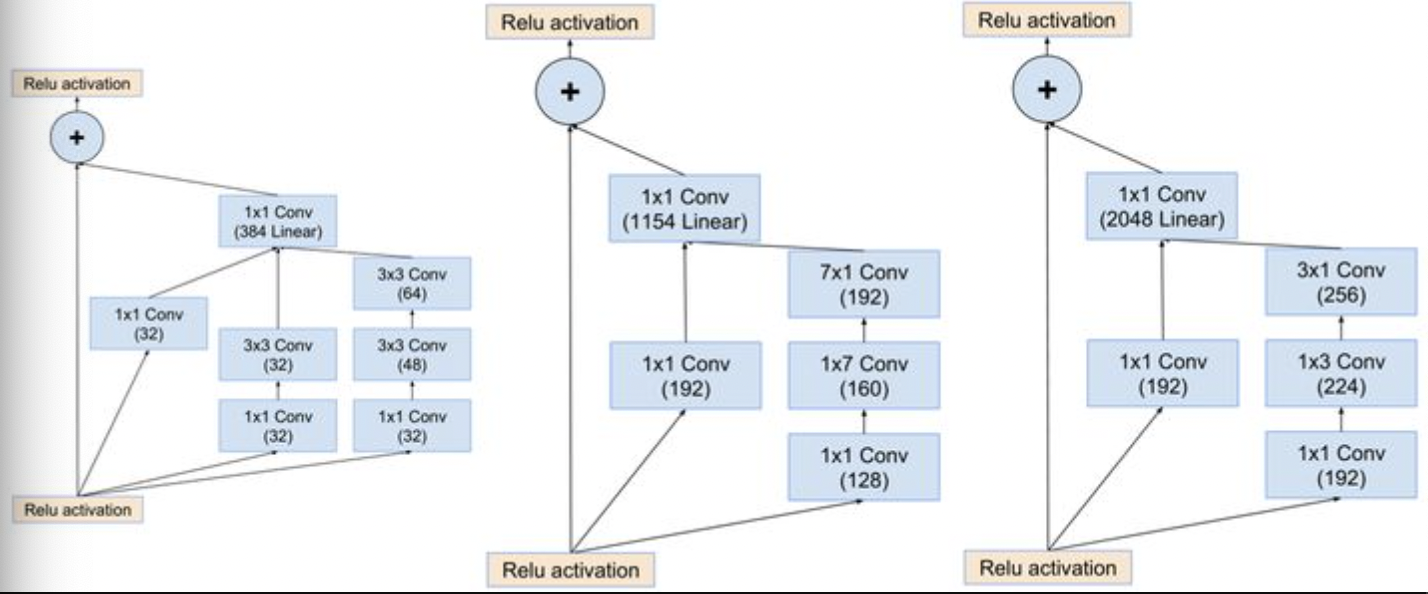 Relu activation
+
1x1 Conv
(384 Linear)
3x3 Conv
(64)
1x1 Conv
(32)
3x3 Conv
(32)
3x3 Conv
(48)
1x1 Conv
(32)
1x1 Conv
(32)
Relu activation
Relu activation
+
1x1 Conv
(1154 Linear)
7x1 Conv
(192)
1x1 Conv
(192)
1x7 Conv
(160)
1x1 Conv
(128)
Relu activation
Relu activation
+
1x1 Conv
(2048 Linear)
3x1 Conv
(256)
1x1 Conv
(192)
1x3 Conv
(224)
1x1 Conv
(192)
Relu activation